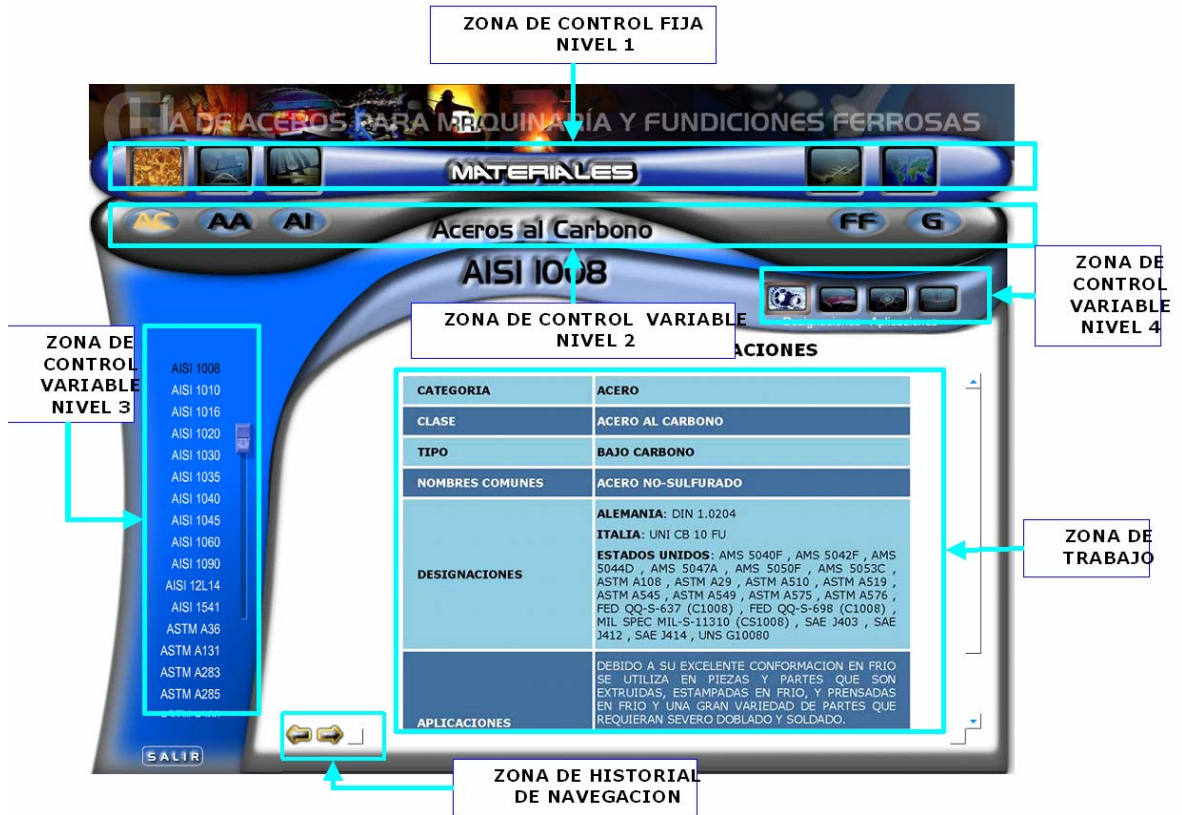 ZONA DE CONTROL FIJA
NIVEL 1
ÍA DE ACEROS PARA MAQUINARÍA Y FUNDICIONES FERROSAS
MATERIALES
AC AA AI
Aceros al Carbono
FF G
AISI 1008
ZONA DE
CONTROL
VARIABLE
NIVEL 4
Designaciones Aplicaciones
ZONA DE CONTROL VARIABLE
NIVEL 2
ACIONES
ZONA DE
CONTROL
VARIABLE
NIVEL 3
AISI 1008
AISI 1010
AISI 1016
AISI 1020
AISI 1030
AISI 1035
AISI 1040
AISI 1045
AISI 1060
AISI 1090
AISI 12L14
AISI 1541
ASTM A36
ASTM A131
ASTM A283
ASTM A285
SALIR
CATEGORIA ACERO
CLASE ACERO AL CARBONO
TIPO BAJO CARBONO
NOMBRES COMUNES ACERO NO-SULFURADO
DESIGNACIONES
ALEMANIA: DIN 1.0204
ITALIA: UNI CB 10 FU
ESTADOS UNIDOS: AMS 5040F , AMS 5042F , AMS
5044D , AMS 5047A , AMS 5050F , AMS 5053C ,
ASTM A108 , ASTM A29 , ASTM A510 , ASTM A519 ,
ASTM A545 , ASTM A549 , ASTM A575 , ASTM A576 ,
FED QQ-S-637 (C1008) , FED QQ-S-698 (C1008) ,
MIL SPEC MIL-S-11310 (CS1008) , SAE J403 , SAE
J412 , SAE J414 , UNS G10080
APLICACIONES
DEBIDO A SU EXCELENTE CONFORMACION EN FRIO
SE UTILIZA EN PIEZAS Y PARTES QUE SON
EXTRUIDAS, ESTAMPADAS EN FRIO, Y PRENSADAS
EN FRIO Y UNA GRAN VARIEDAD DE PARTES QUE
REQUIERAN SEVERO DOBLADO Y SOLDADO.
ZONA DE
TRABAJO
ZONA DE HISTORIAL
DE NAVEGACION